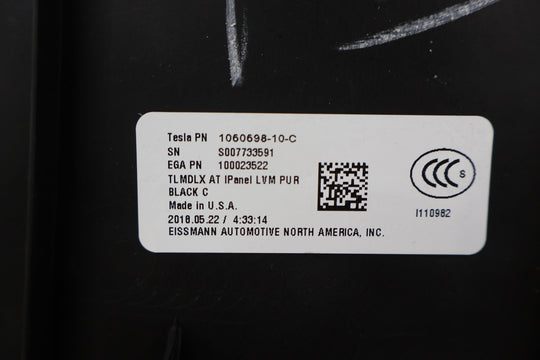 Tesla PN 1060698-10-C
SN S007733591
EGA PN 100023522
TLMDLX AT IPanel LVM PUR
BLACK C
Made in U.S.A.
2018.05.22 / 4:33:14
EISSMANN AUTOMOTIVE NORTH AMERICA, INC.
CCC S
I110982